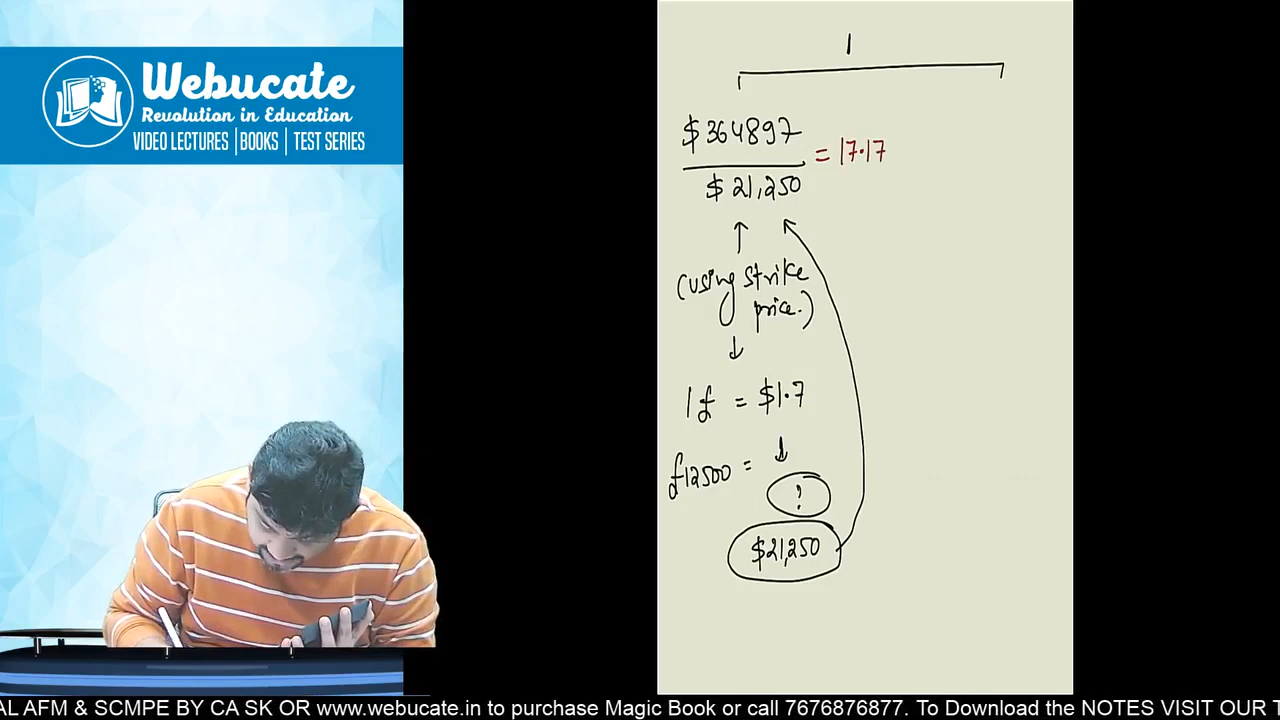 Webucate
Revolution in Education
VIDEO LECTURES | BOOKS | TEST SERIES
1
$364897
$21,250
= 17.17
(using strike
price.)
1£ = $1.7
£12500 =
?
$21,250
AL AFM & SCMPE BY CA SK OR www.webucate.in to purchase Magic Book or call 7676876877. To Download the NOTES VISIT OUR T